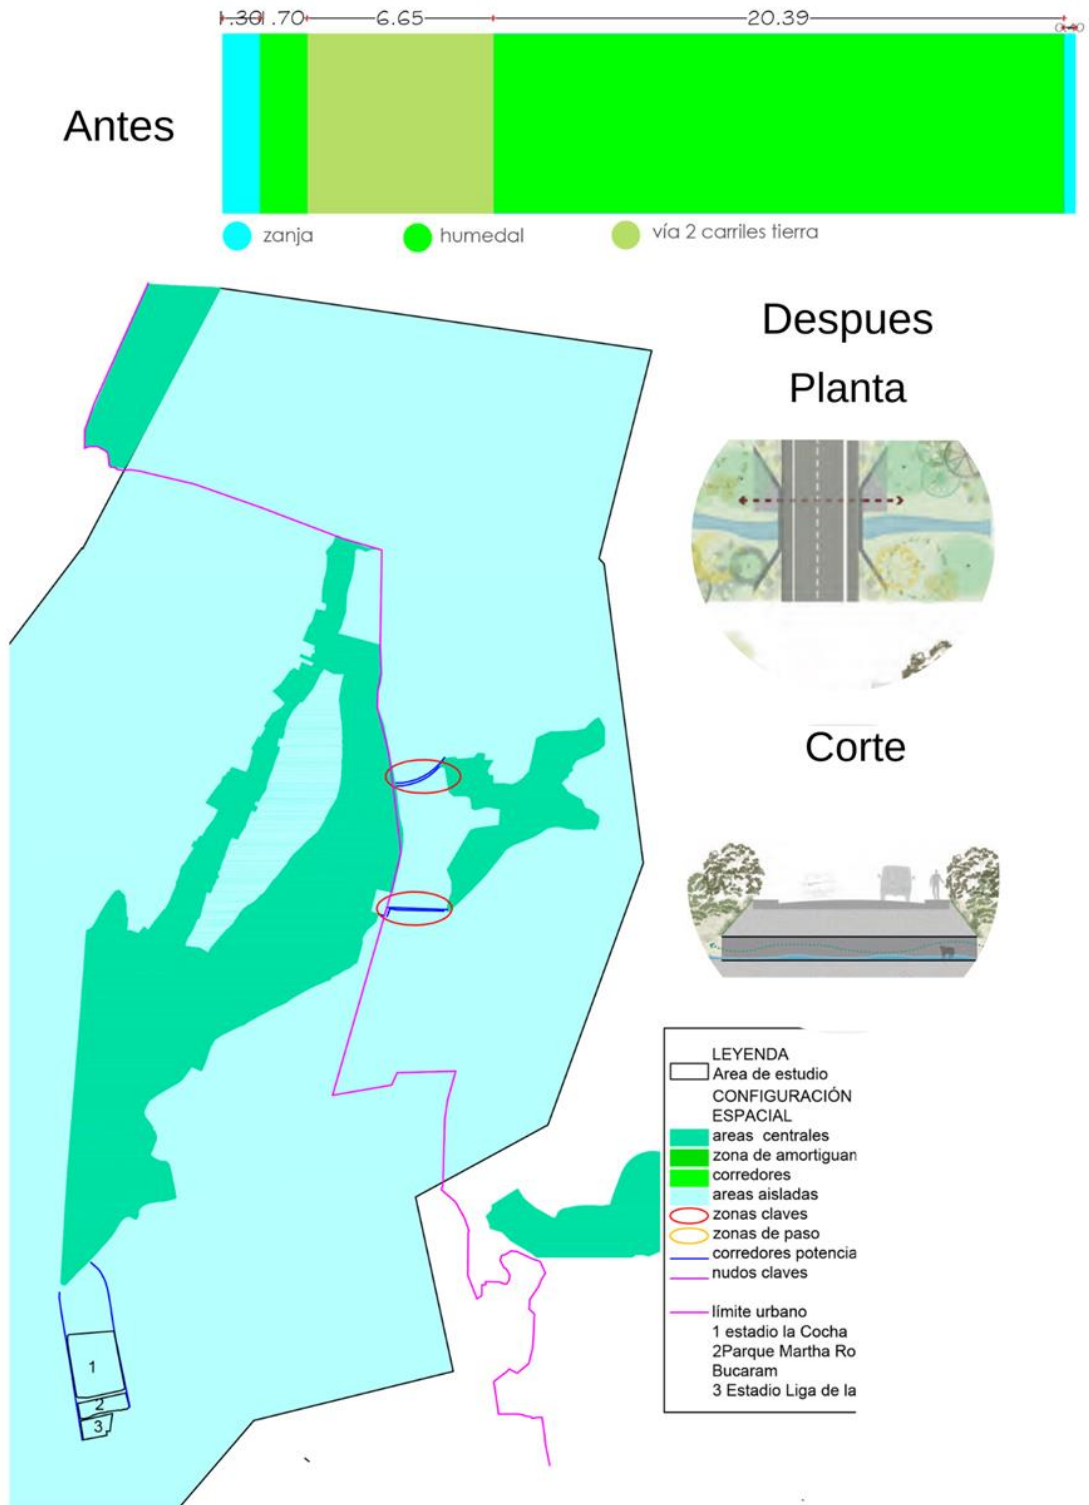 1.30 1.70 6.65 20.39 0.40
Antes
zanja humedal vía 2 carriles tierra
Despues
Planta
Corte
LEYENDA
Area de estudio
CONFIGURACIÓN
ESPACIAL
areas centrales
zona de amortiguan
corredores
areas aisladas
zonas claves
zonas de paso
corredores potencia
nudos claves
límite urbano
1 estadio la Cocha
2Parque Martha Ro
Bucaram
3 Estadio Liga de la
1
2
3